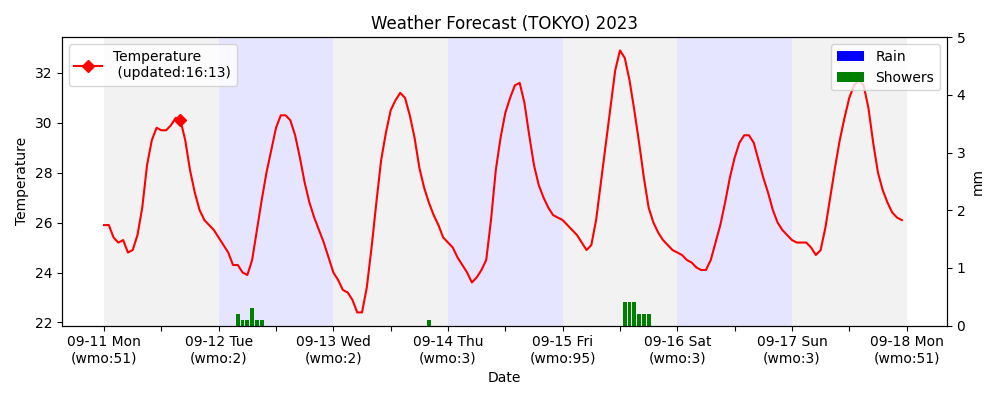 Weather Forecast (TOKYO) 2023
Temperature
(updated:16:13)
Rain
Showers
Temperature
32
30
28
26
24
22
5
4
3
2
1
0
mm
09-11 Mon
(wmo:51)
09-12 Tue
(wmo:2)
09-13 Wed
(wmo:2)
09-14 Thu
(wmo:3)
09-15 Fri
(wmo:95)
09-16 Sat
(wmo:3)
09-17 Sun
(wmo:3)
09-18 Mon
(wmo:51)
Date